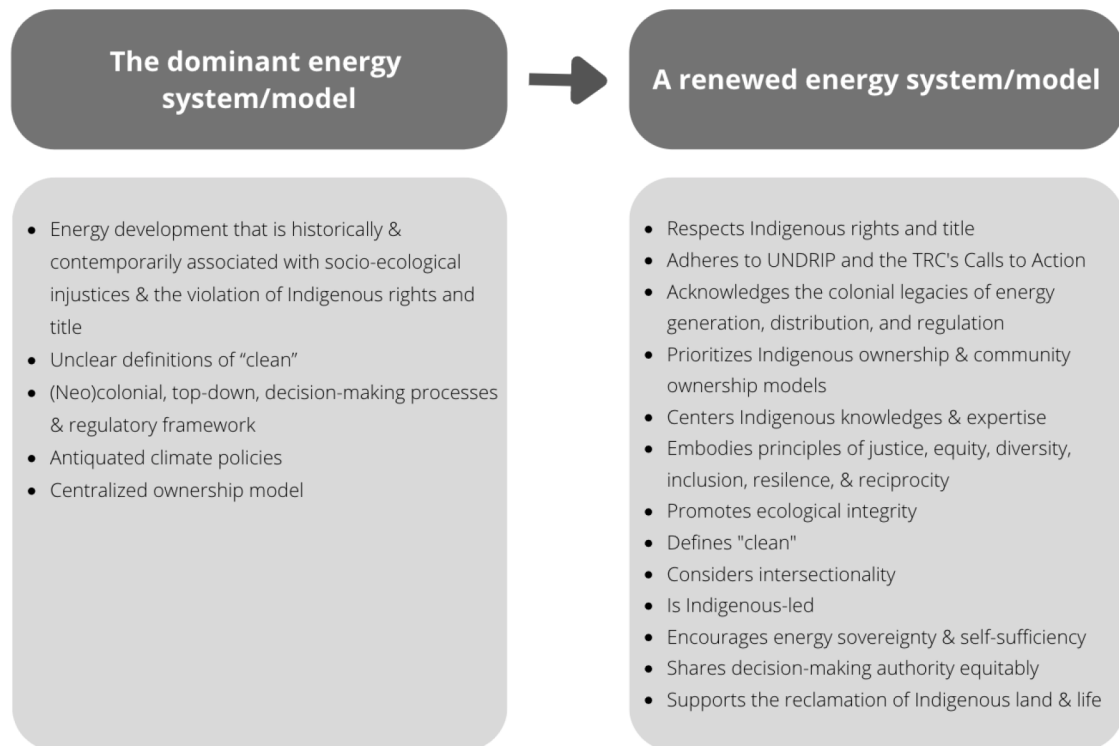 The dominant energy
system/model
A renewed energy system/model
• Energy development that is historically &
contemporarily associated with socio-ecological
injustices & the violation of Indigenous rights and
title
• Unclear definitions of “clean”
• (Neo)colonial, top-down, decision-making processes
& regulatory framework
• Antiquated climate policies
• Centralized ownership model
• Respects Indigenous rights and title
• Adheres to UNDRIP and the TRC's Calls to Action
• Acknowledges the colonial legacies of energy
generation, distribution, and regulation
• Prioritizes Indigenous ownership & community
ownership models
• Centers Indigenous knowledges & expertise
• Embodies principles of justice, equity, diversity,
inclusion, resilence, & reciprocity
• Promotes ecological integrity
• Defines "clean"
• Considers intersectionality
• Is Indigenous-led
• Encourages energy sovereignty & self-sufficiency
• Shares decision-making authority equitably
• Supports the reclamation of Indigenous land & life